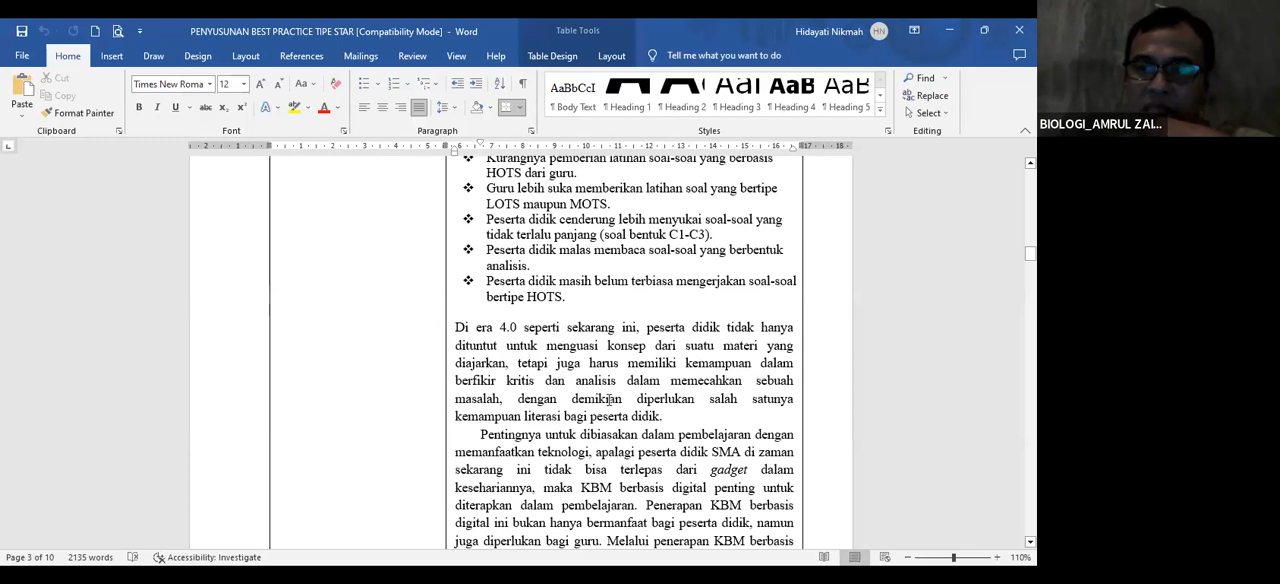 PENYUSUNAN BEST PRACTICE TIPE STAR [Compatibility Mode] - Word
Table Tools
Hidayati Nikmah
HN
File
Home
Insert
Draw
Design
Layout
References
Mailings
Review
View
Help
Table Design
Layout
Tell me what you want to do
Paste
Cut
Copy
Format Painter
Clipboard
Times New Roma
12
Font
Paragraph
AaBbCcI
¶ Body Text
¶ Heading 1
¶ Heading 2
¶ Heading 3
AaB
¶ Heading 4
AaBb
¶ Heading 5
Styles
Find
Replace
Select
Editing
BIOLOGI_AMRUL ZAI...
Kurangnya pemberian latihan soal-soal yang berbasis
HOTS dari guru.
Guru lebih suka memberikan latihan soal yang bertipe
LOTS maupun MOTS.
Peserta didik cenderung lebih menyukai soal-soal yang
tidak terlalu panjang (soal bentuk C1-C3).
Peserta didik malas membaca soal-soal yang berbentuk
analisis.
Peserta didik masih belum terbiasa mengerjakan soal-soal
bertipe HOTS.
Di era 4.0 seperti sekarang ini, peserta didik tidak hanya
dituntut untuk menguasi konsep dari suatu materi yang
diajarkan, tetapi juga harus memiliki kemampuan dalam
berfikir kritis dan analisis dalam memecahkan sebuah
masalah, dengan demikian diperlukan salah satunya
kemampuan literasi bagi peserta didik.
Pentingnya untuk dibiasakan dalam pembelajaran dengan
memanfaatkan teknologi, apalagi peserta didik SMA di zaman
sekarang ini tidak bisa terlepas dari gadget dalam
kesehariannya, maka KBM berbasis digital penting untuk
diterapkan dalam pembelajaran. Penerapan KBM berbasis
digital ini bukan hanya bermanfaat bagi peserta didik, namun
juga diperlukan bagi guru. Melalui penerapan KBM berbasis
Page 3 of 10
2135 words
Accessibility: Investigate
110%